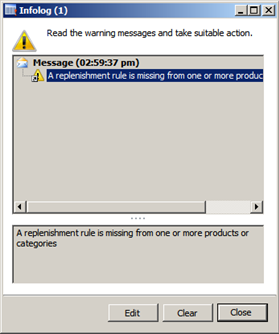 Infolog (1)
Read the warning messages and take suitable action.
Message (02:59:37 pm)
A replenishment rule is missing from one or more produc
A replenishment rule is missing from one or more products or
categories
Edit
Clear
Close